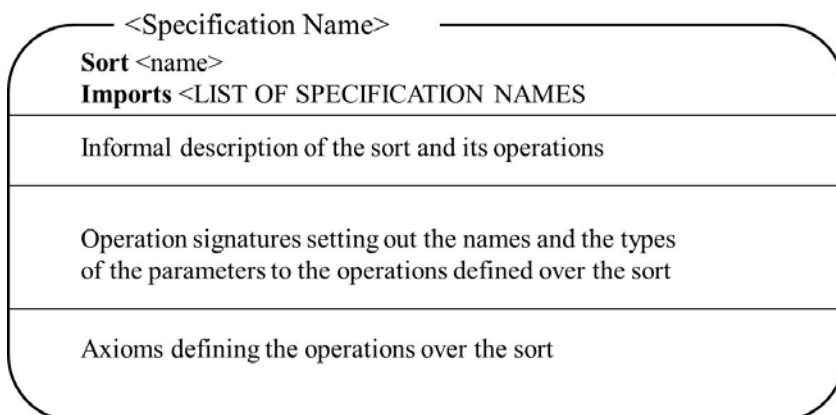 <Specification Name>
Sort <name>
Imports <LIST OF SPECIFICATION NAMES
Informal description of the sort and its operations
Operation signatures setting out the names and the types
of the parameters to the operations defined over the sort
Axioms defining the operations over the sort